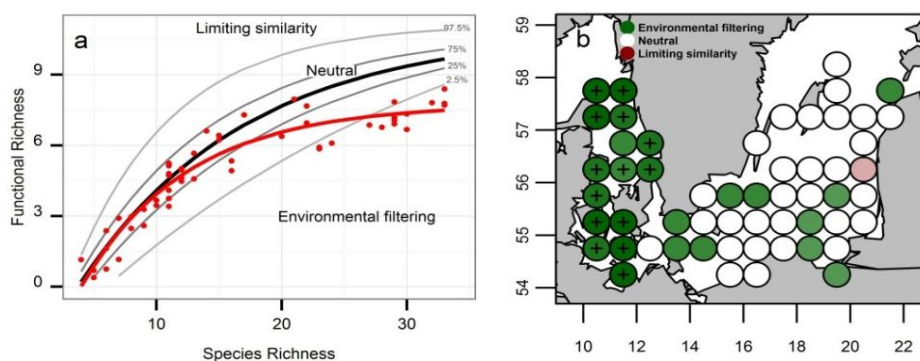 a
Limiting similarity
97.5%
75%
25%
2.5%
Neutral
Environmental filtering
Functional Richness
9
6
3
0
10
20
30
Species Richness
b
Environmental filtering
Neutral
Limiting similarity
59
58
57
56
55
54
10 12 14 16 18 20 22